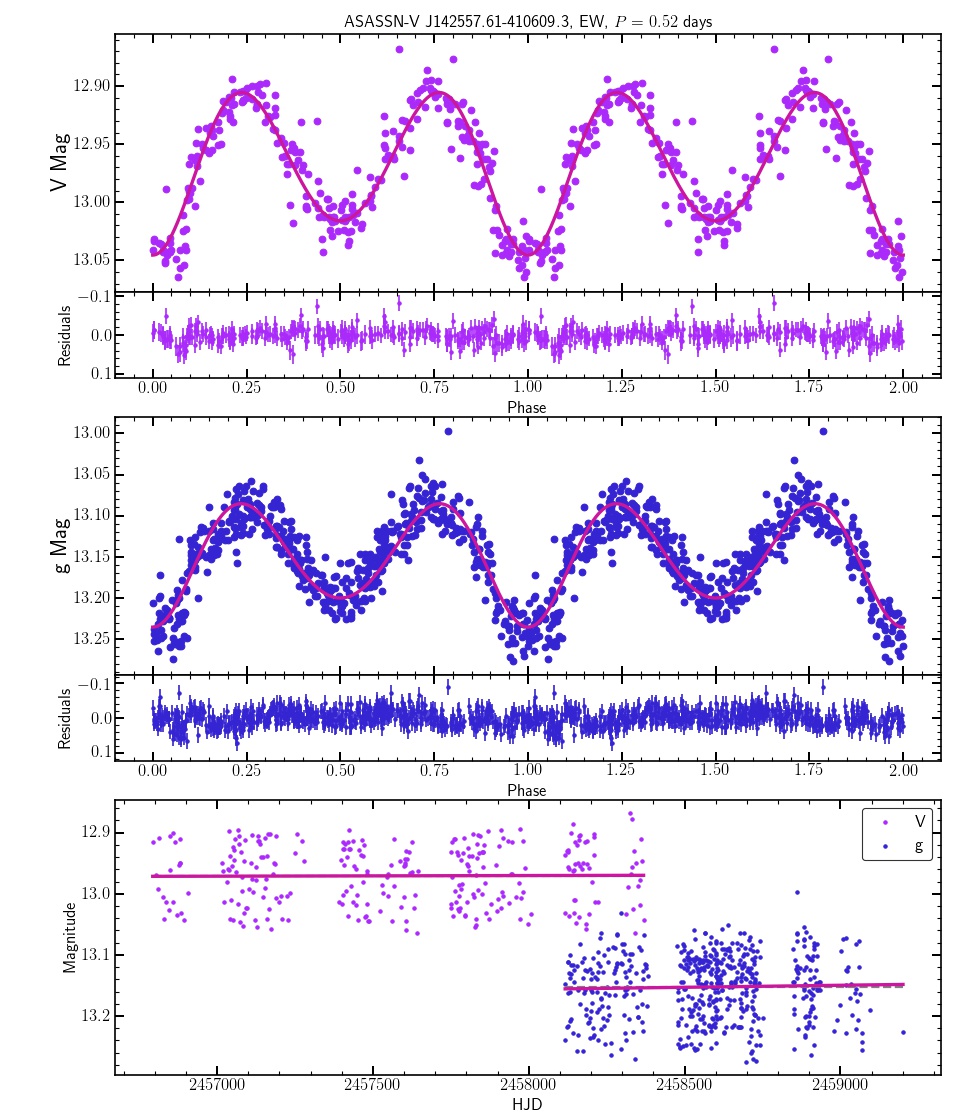 ASASSN-V J142557.61-410609.3, EW, P = 0.52 days
V Mag
12.90
12.95
13.00
13.05
Residuals
−0.1
0.0
0.1
0.00 0.25 0.50 0.75 1.00 1.25 1.50 1.75 2.00
Phase
g Mag
13.00
13.05
13.10
13.15
13.20
13.25
Residuals
−0.1
0.0
0.1
0.00 0.25 0.50 0.75 1.00 1.25 1.50 1.75 2.00
Phase
Magnitude
12.9
13.0
13.1
13.2
V
g
2457000 2457500 2458000 2458500 2459000
HJD